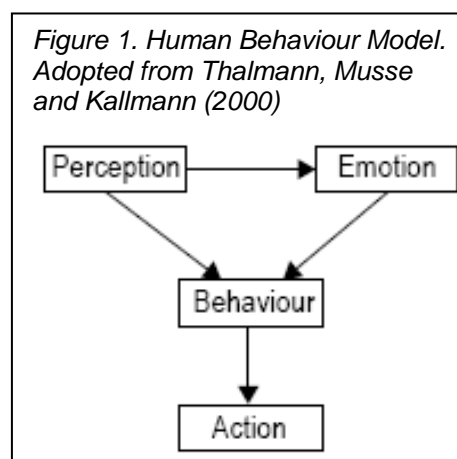 Figure 1. Human Behaviour Model.
Adopted from Thalmann, Musse
and Kallmann (2000)
Perception
Emotion
Behaviour
Action